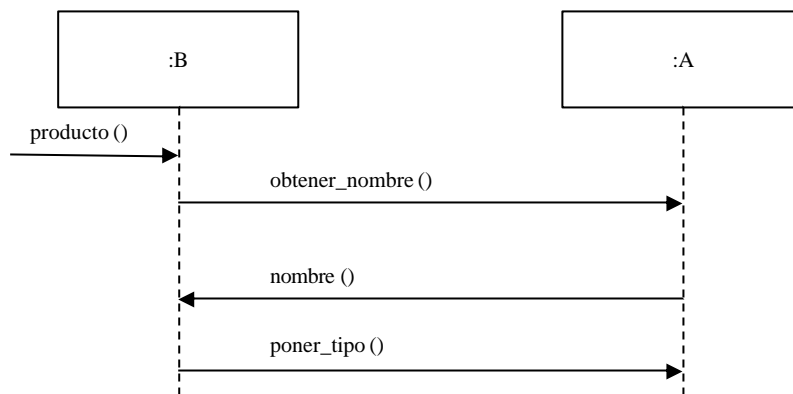 :B
:A
producto ()
obtener_nombre ()
nombre ()
poner_tipo ()